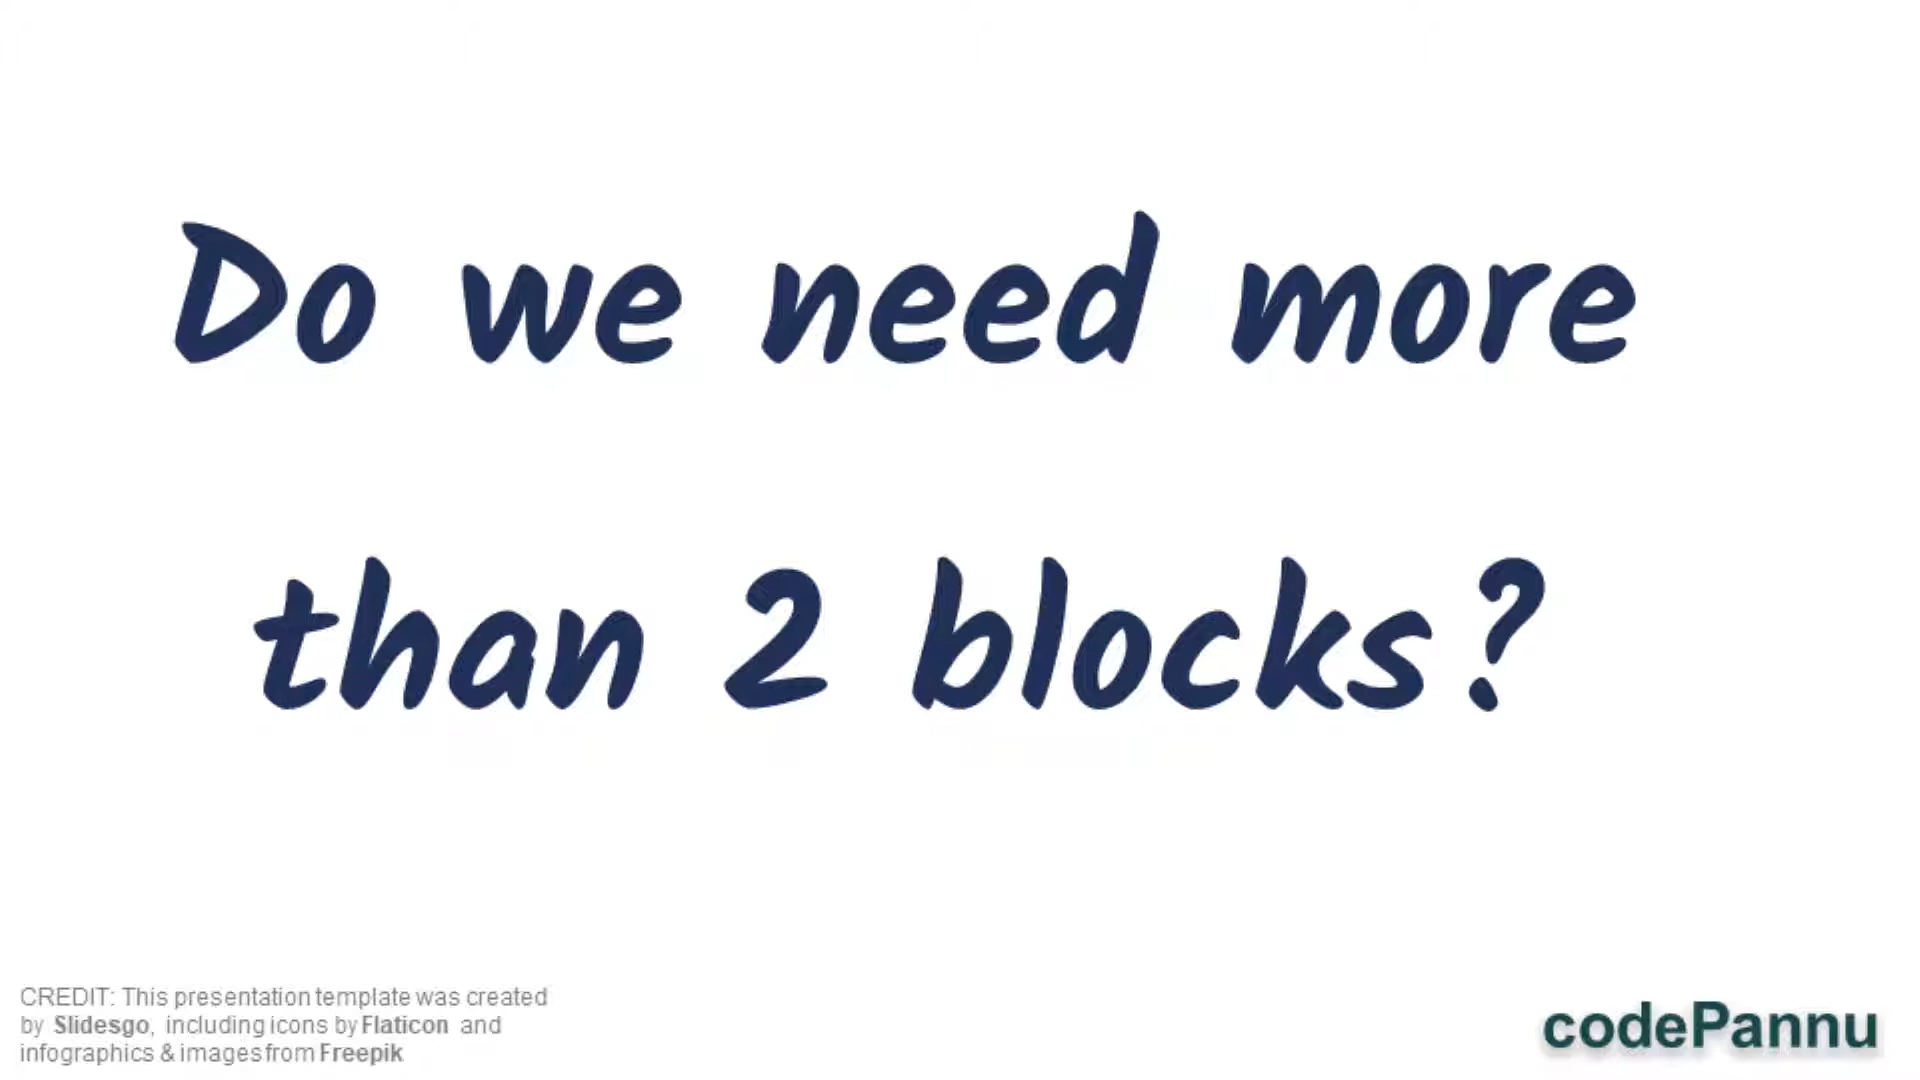 Do we need more
than 2 blocks?
CREDIT: This presentation template was created
by Slidesgo, including icons by Flaticon and
infographics & images from Freepik
codePannu